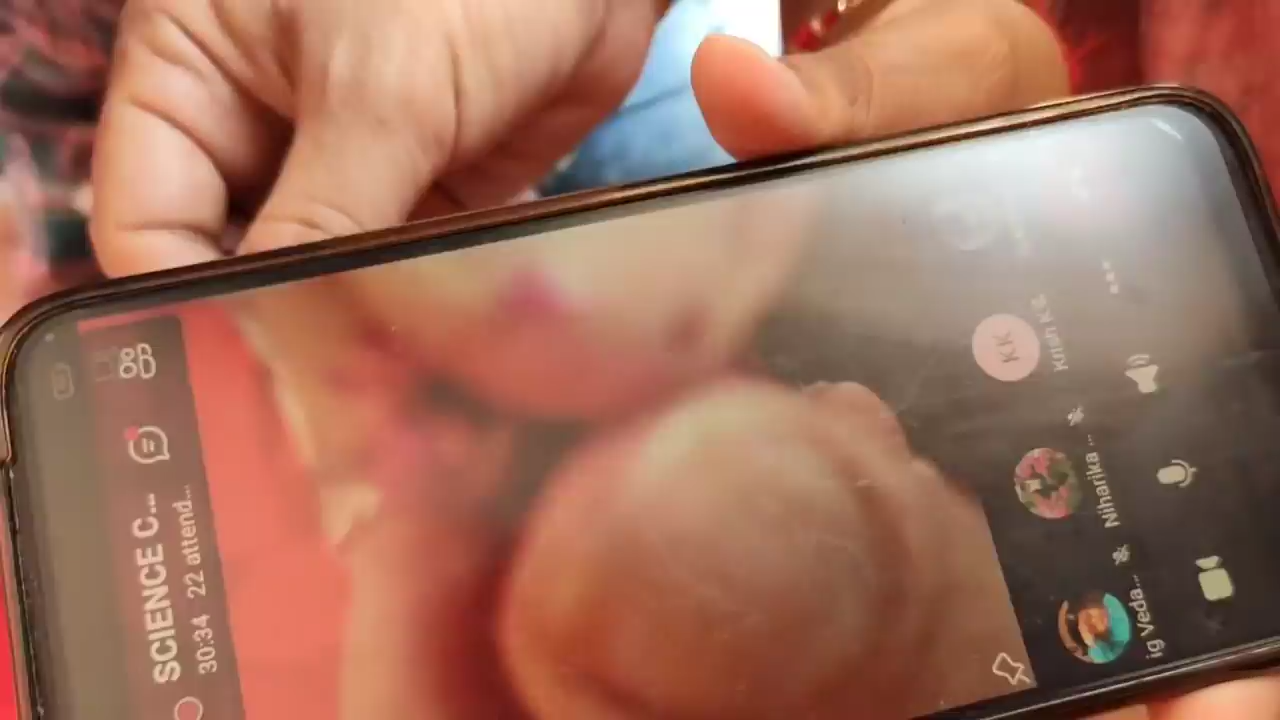 SCIENCE C...
30:34 22 attend...
KK
Krish K G
Niharika ...
ig Veda...